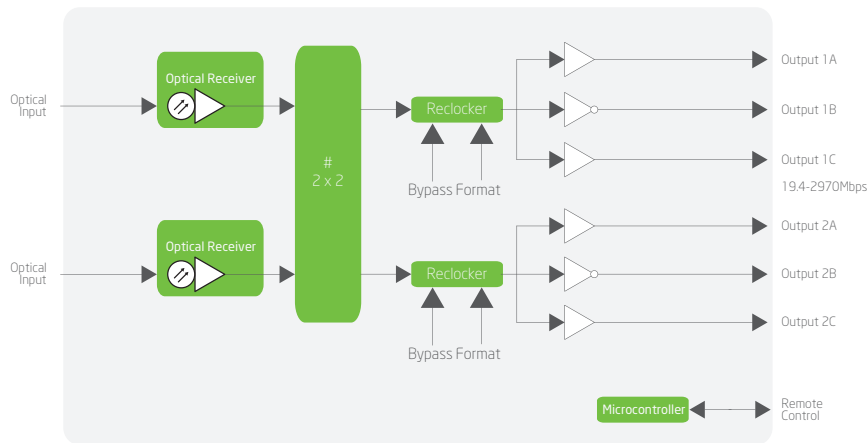 Optical Receiver
Output 1A
Optical
Input
Reclocker
Output 1B
#
2 x 2
Output 1C
Bypass Format
19.4-2970Mbps
Output 2A
Optical Receiver
Optical
Input
Reclocker
Output 2B
Output 2C
Bypass Format
Microcontroller
Remote
Control